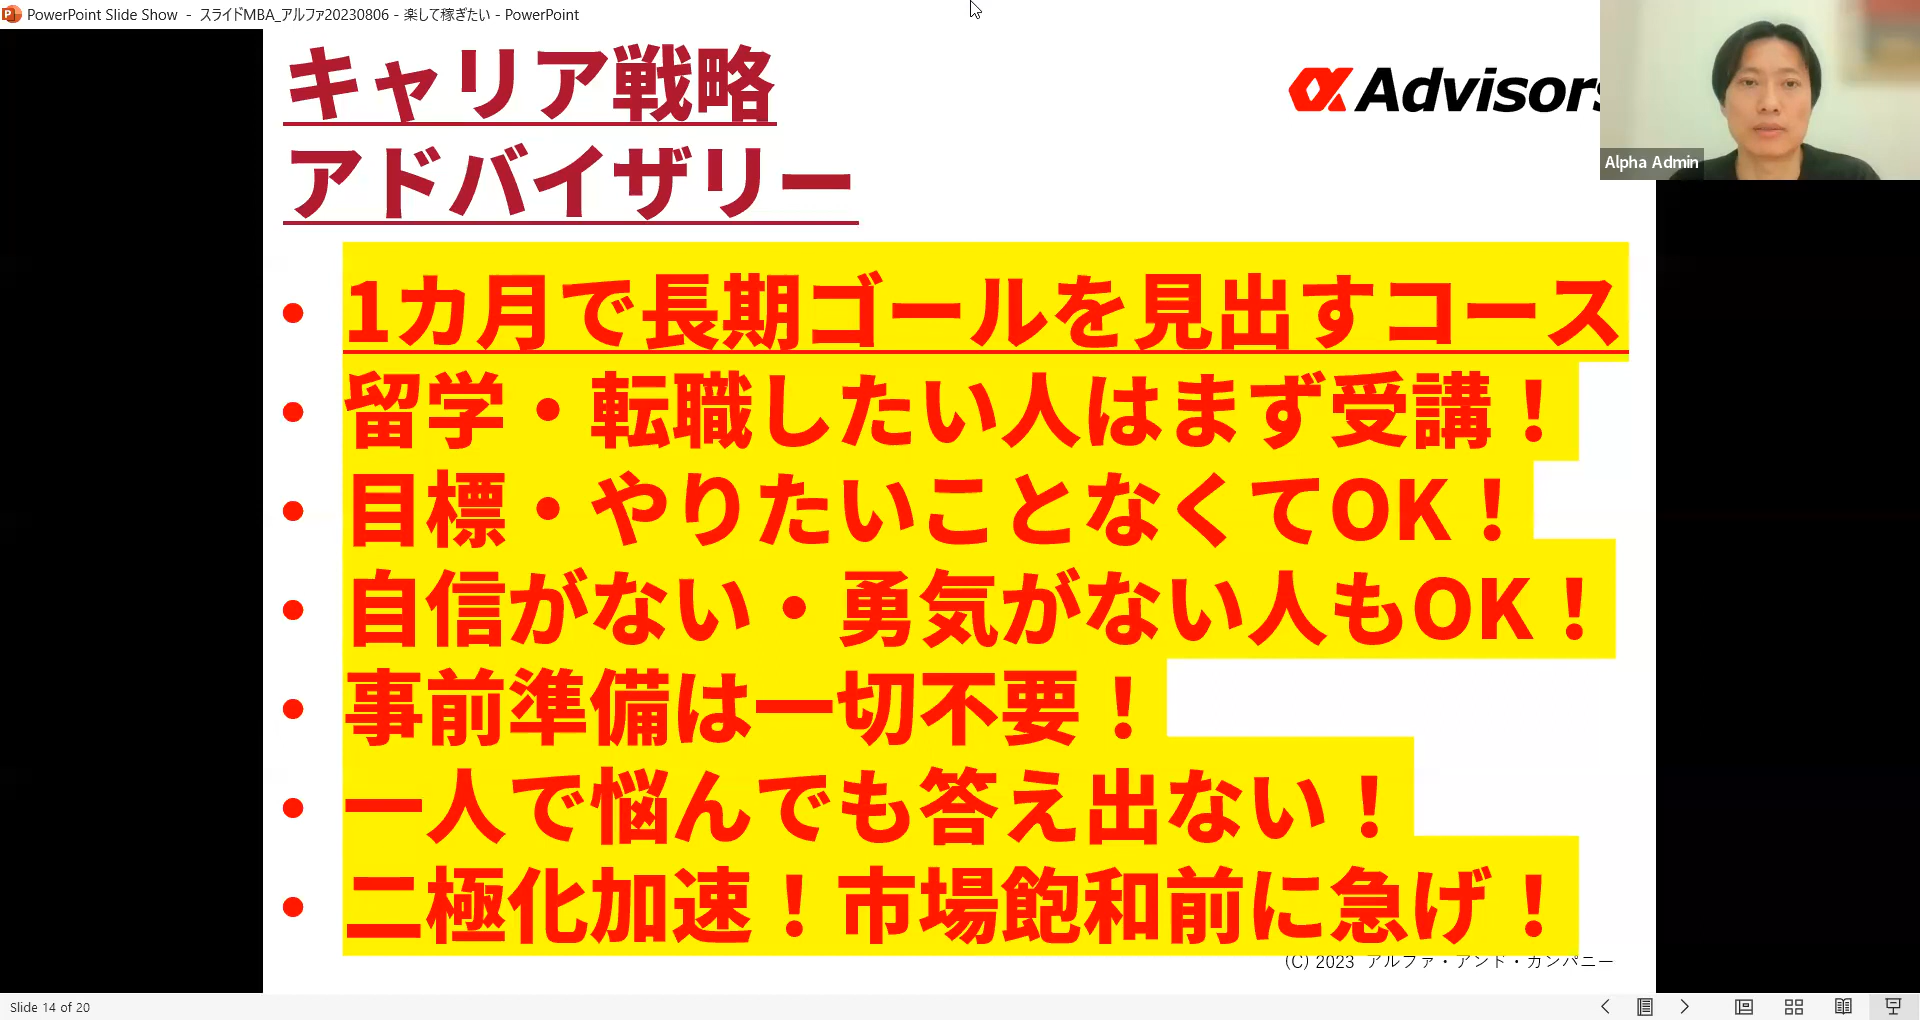 PowerPoint Slide Show - スライドMBA_アルファ20230806 - 楽して稼ぎたい - PowerPoint
キャリア戦略
アドバイザリー
α Advisors
Alpha Admin
• 1カ月で長期ゴールを見出すコース
• 留学・転職したい人はまず受講！
• 目標・やりたいことなくてOK！
• 自信がない・勇気がない人もOK！
• 事前準備は一切不要！
• 一人で悩んでも答え出ない！
• 二極化加速！市場飽和前に急げ！
(C) 2023 アルファ・アンド・カンパニー
Slide 14 of 20